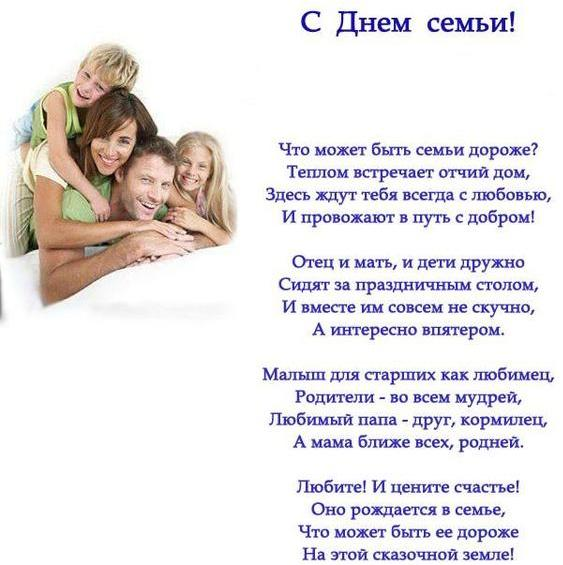 С Днем семьи!
Что может быть семьи дороже?
Теплом встречает отчий дом,
Здесь ждут тебя всегда с любовью,
И провожают в путь с добром!
Отец и мать, и дети дружно
Сидят за праздничным столом,
И вместе им совсем не скучно,
А интересно впятером.
Малыш для старших как любимец,
Родители - во всем мудрей,
Любимый папа - друг, кормилец,
А мама ближе всех, родней.
Любите! И цените счастье!
Оно рождается в семье,
Что может быть ее дороже
На этой сказочной земле!